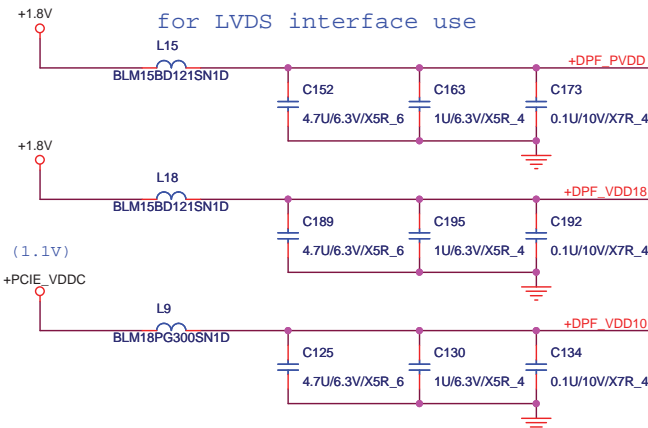 for LVDS interface use
+1.8V
L15
BLM15BD121SN1D
+DPF_PVDD
C152
C163
C173
4.7U/6.3V/X5R_6
1U/6.3V/X5R_4
0.1U/10V/X7R_4
+1.8V
L18
BLM15BD121SN1D
+DPF_VDD18
C189
C195
C192
4.7U/6.3V/X5R_6
1U/6.3V/X5R_4
0.1U/10V/X7R_4
(1.1V)
+PCIE_VDDC
L9
BLM18PG300SN1D
+DPF_VDD10
C125
C130
C134
4.7U/6.3V/X5R_6
1U/6.3V/X5R_4
0.1U/10V/X7R_4